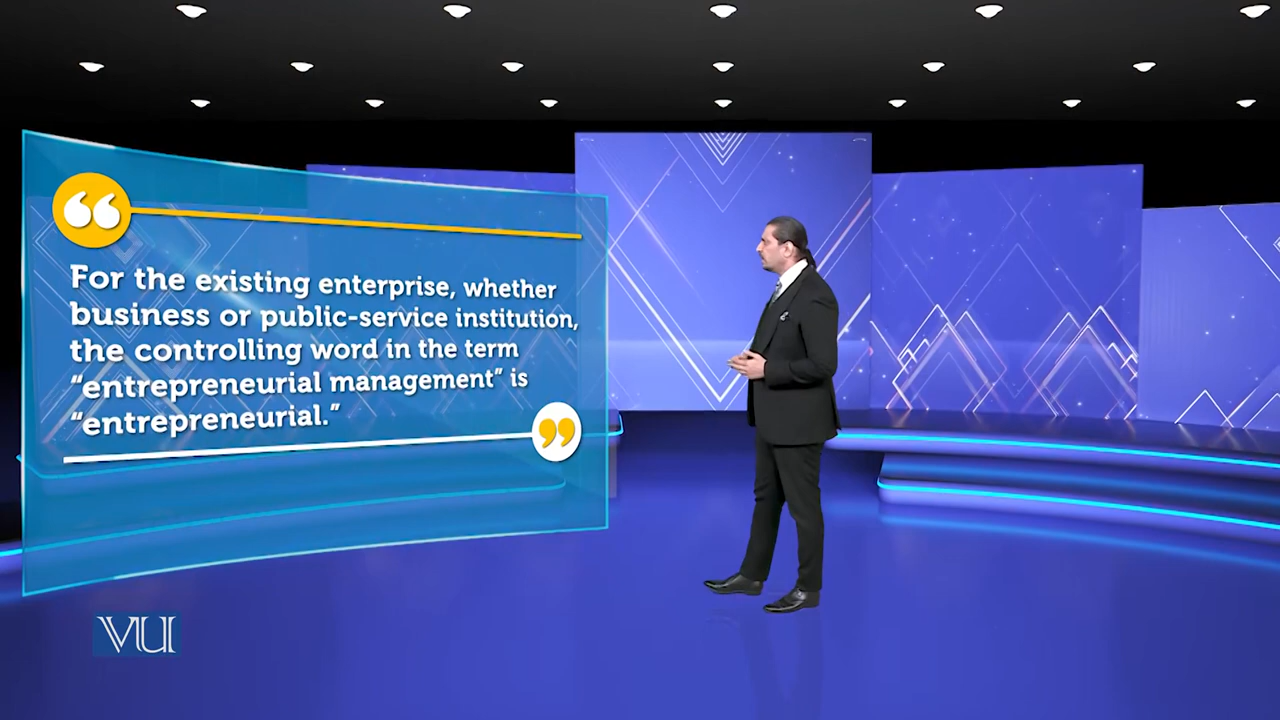 For the existing enterprise, whether
business or public-service institution,
the controlling word in the term
“entrepreneurial management” is
“entrepreneurial.”
VU